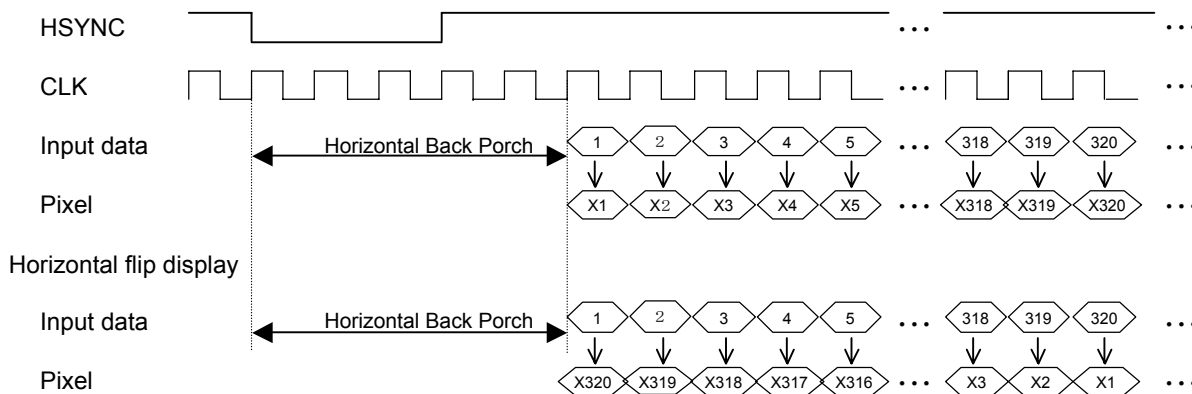 HSYNC ... ...
CLK ... ...
Input data Horizontal Back Porch 1 2 3 4 5 ... 318 319 320 ...
Pixel X1 X2 X3 X4 X5 ... X318 X319 X320 ...
Horizontal flip display
Input data Horizontal Back Porch 1 2 3 4 5 ... 318 319 320 ...
Pixel X320 X319 X318 X317 X316 ... X3 X2 X1 ...